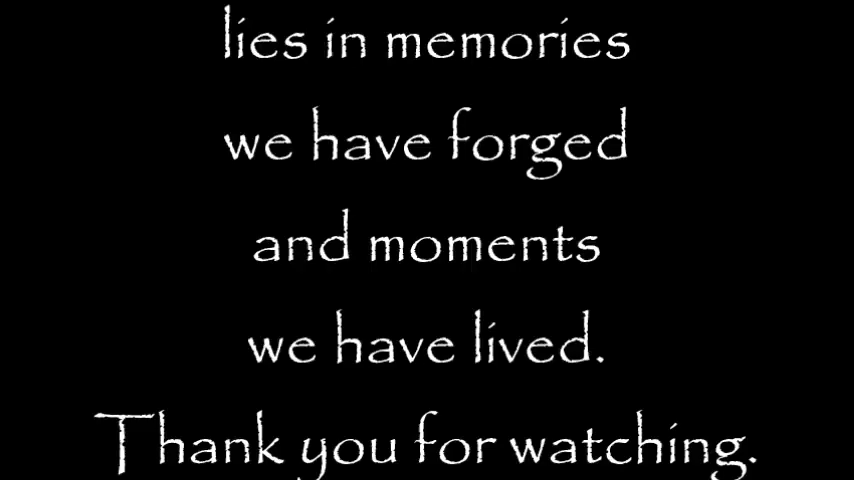 lies in memories
we have forged
and moments
we have lived.
Thank you for watching.